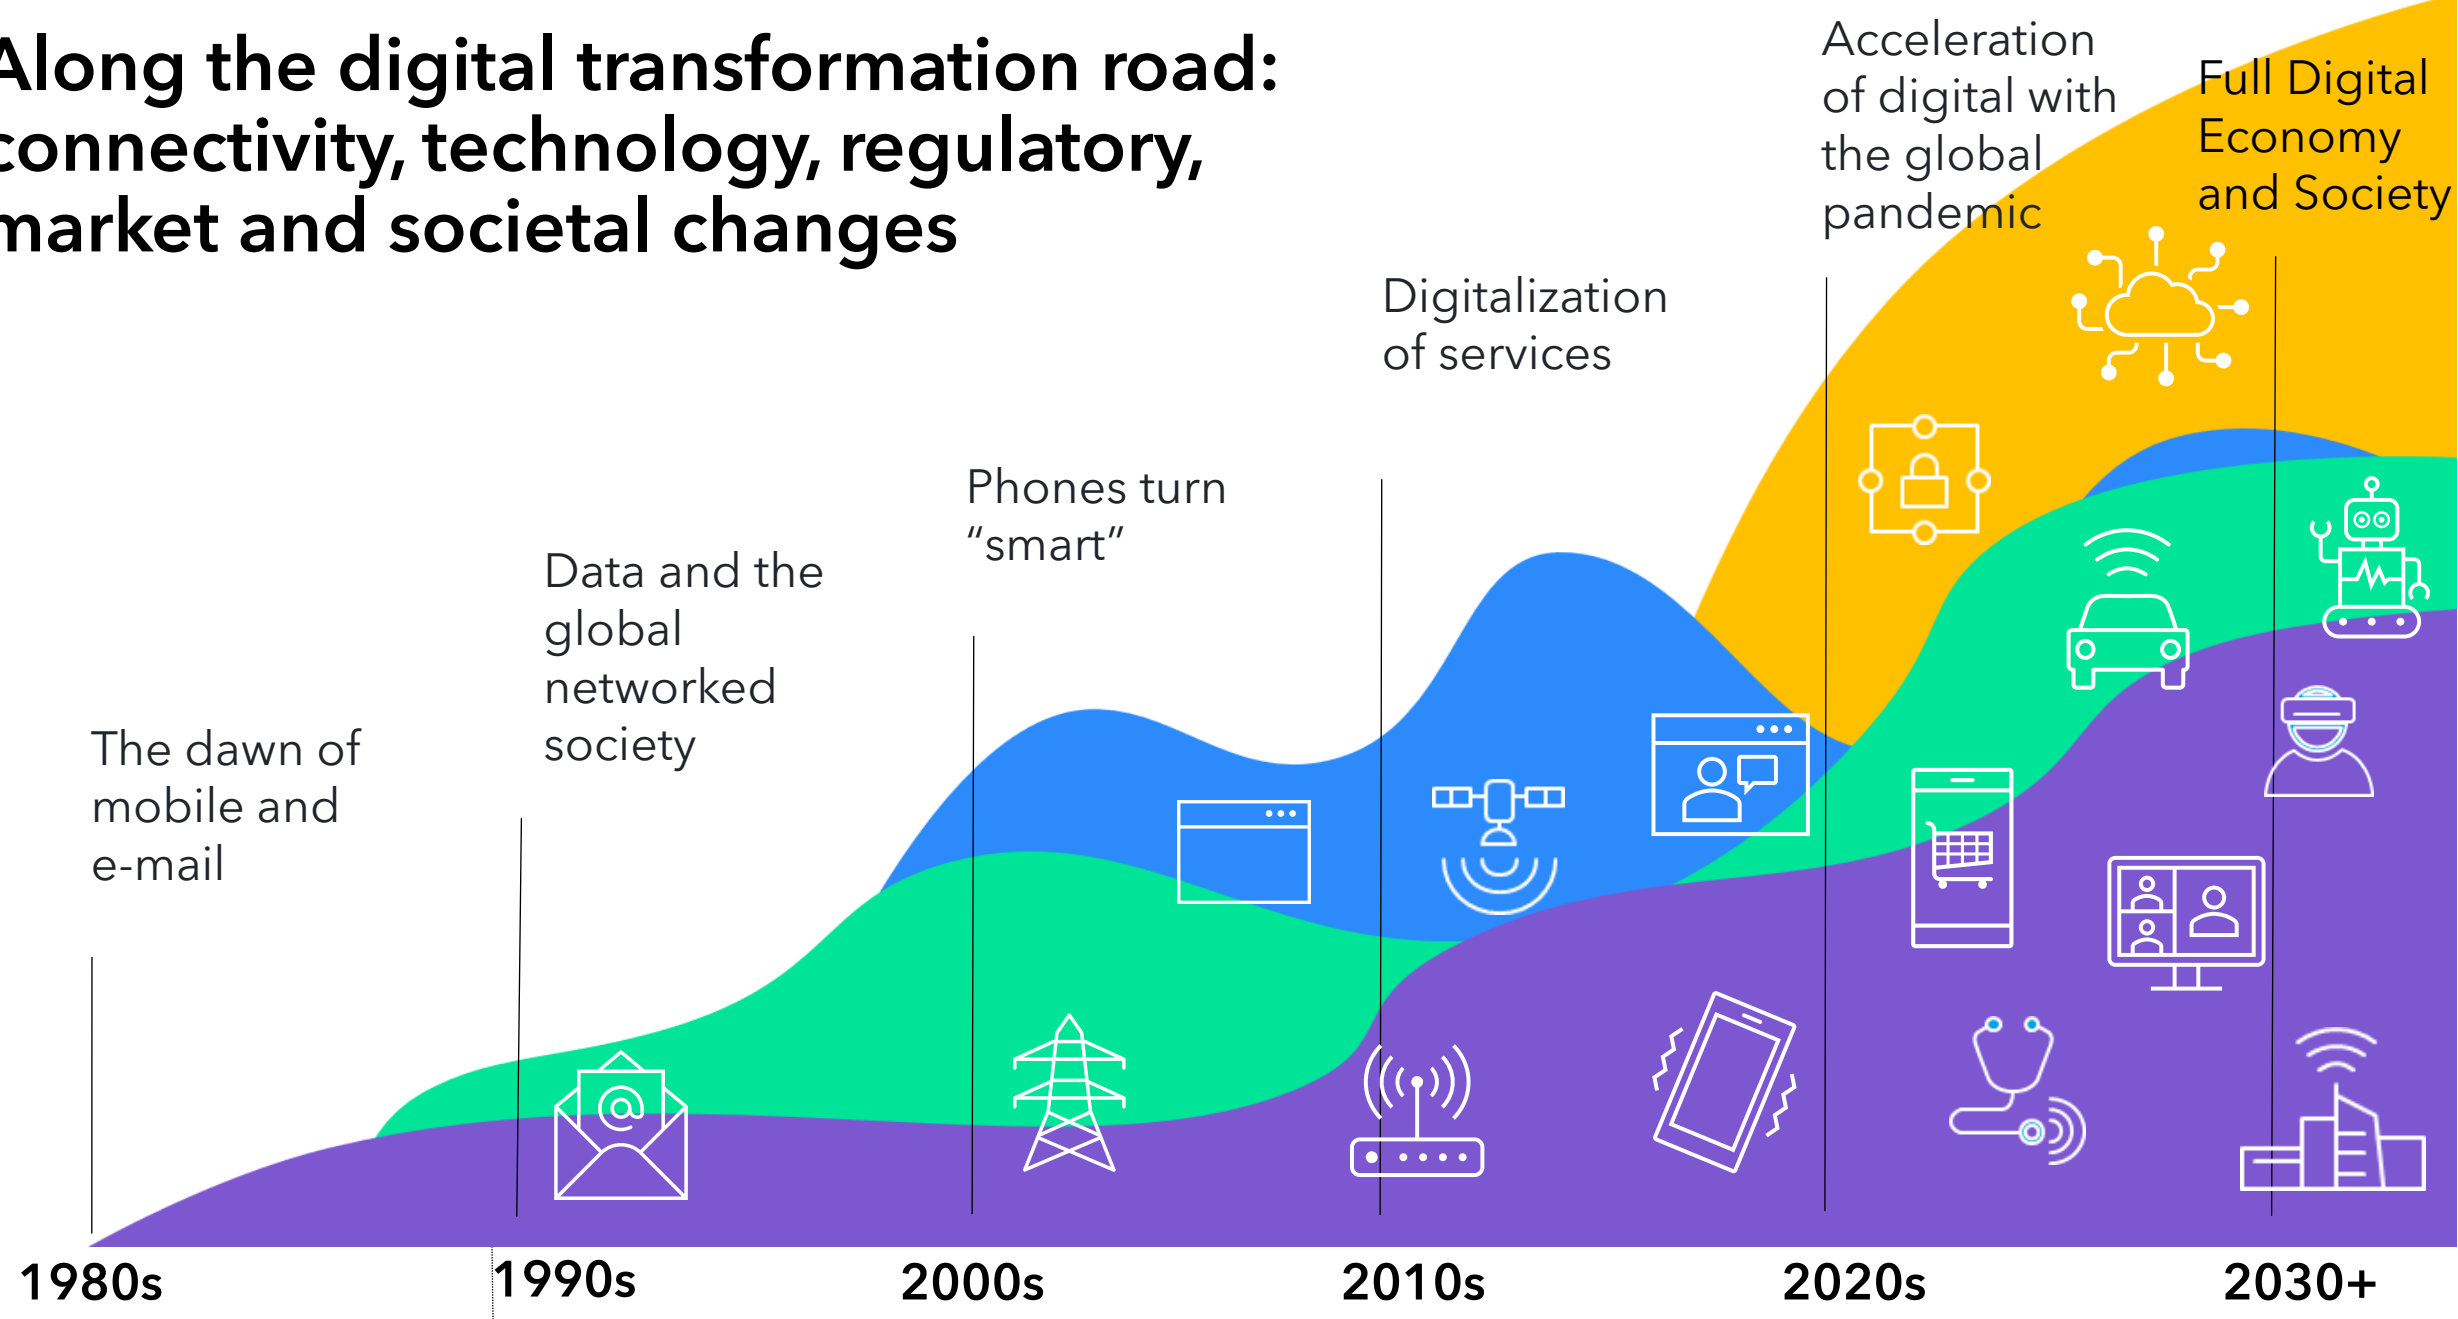 Along the digital transformation road:
connectivity, technology, regulatory,
market and societal changes
The dawn of
mobile and
e-mail
Data and the
global
networked
society
Phones turn
“smart”
Digitalization
of services
Acceleration
of digital with
the global
pandemic
Full Digital
Economy
and Society
@
1980s
1990s
2000s
2010s
2020s
2030+